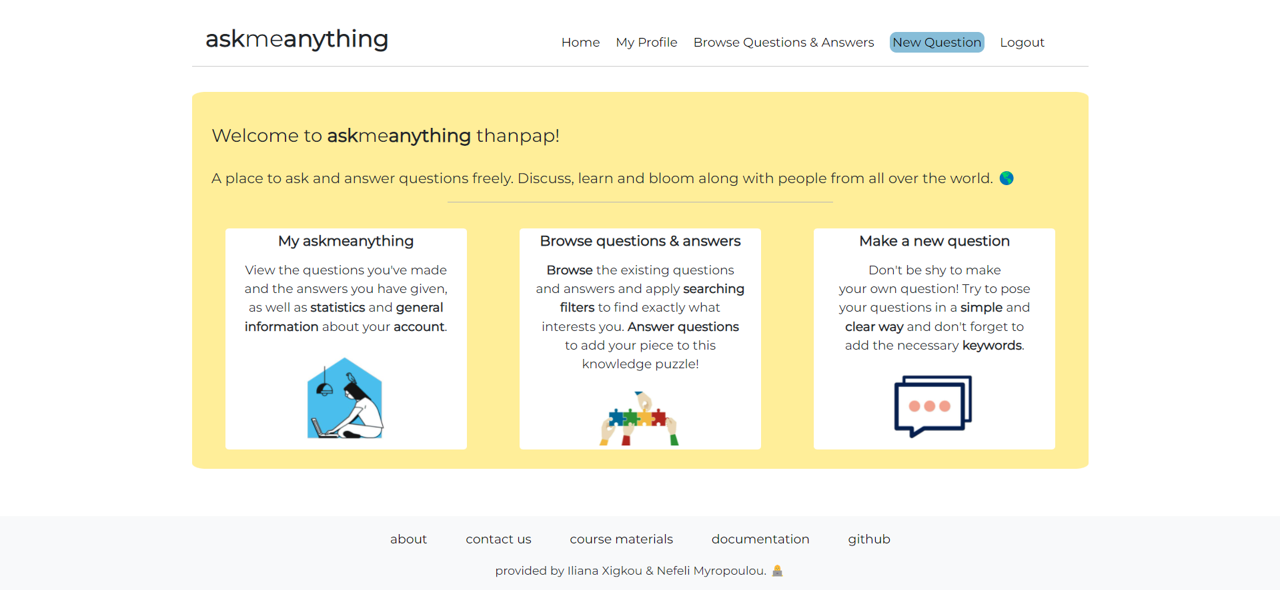 askmeanything
Home My Profile Browse Questions & Answers New Question Logout
Welcome to askmeanything thanpap!
A place to ask and answer questions freely. Discuss, learn and bloom along with people from all over the world. 🌎
My askmeanything
View the questions you've made
and the answers you have given,
as well as statistics and general
information about your account.
Browse questions & answers
Browse the existing questions
and answers and apply searching
filters to find exactly what
interests you. Answer questions
to add your piece to this
knowledge puzzle!
Make a new question
Don't be shy to make
your own question! Try to pose
your questions in a simple and
clear way and don't forget to
add the necessary keywords.
about contact us course materials documentation github
provided by Iliana Xigkou & Nefeli Myropoulou.